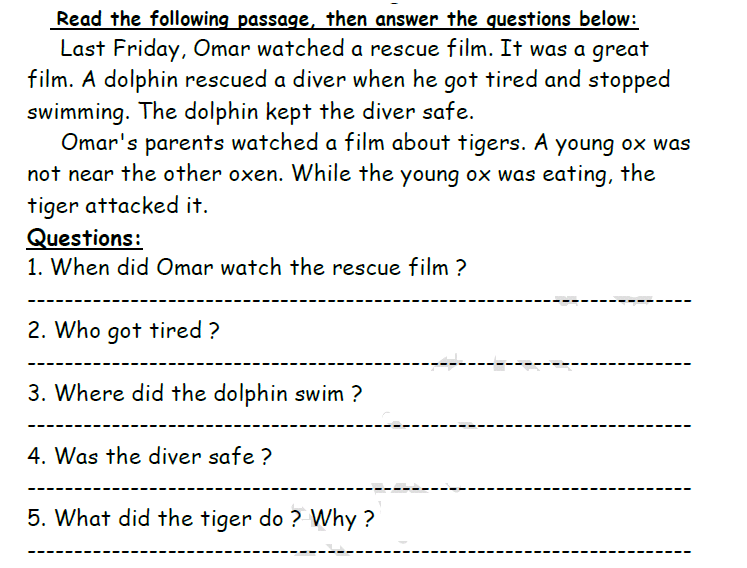 Read the following passage, then answer the questions below:
Last Friday, Omar watched a rescue film. It was a great
film. A dolphin rescued a diver when he got tired and stopped
swimming. The dolphin kept the diver safe.
Omar's parents watched a film about tigers. A young ox was
not near the other oxen. While the young ox was eating, the
tiger attacked it.
Questions:
1. When did Omar watch the rescue film ?
2. Who got tired ?
3. Where did the dolphin swim ?
4. Was the diver safe ?
5. What did the tiger do ? Why ?